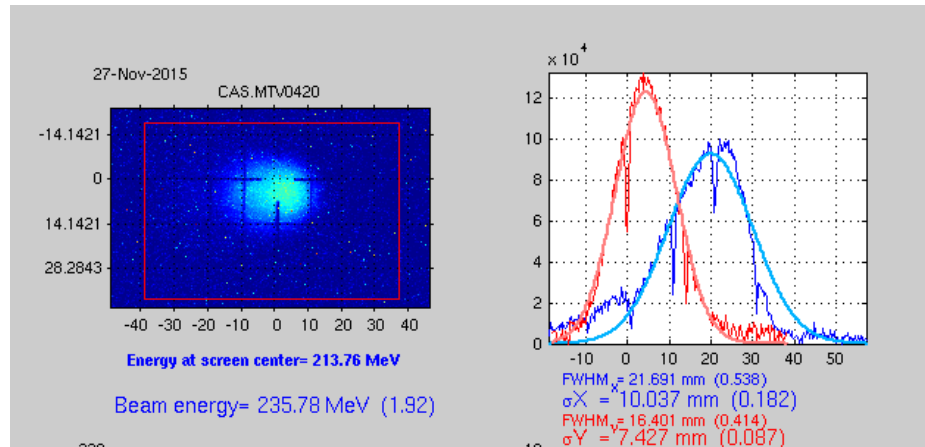 27-Nov-2015
CAS.MTV0420
-14.1421
0
14.1421
28.2843
-40 -30 -20 -10 0 10 20 30 40
Energy at screen center= 213.76 MeV
Beam energy= 235.78 MeV (1.92)
x 10^4
12
10
8
6
4
2
0
-10 0 10 20 30 40 50
FWHM_x= 21.691 mm (0.538)
σX = 10.037 mm (0.182)
FWHM_y= 16.401 mm (0.414)
σY = 7.427 mm (0.087)